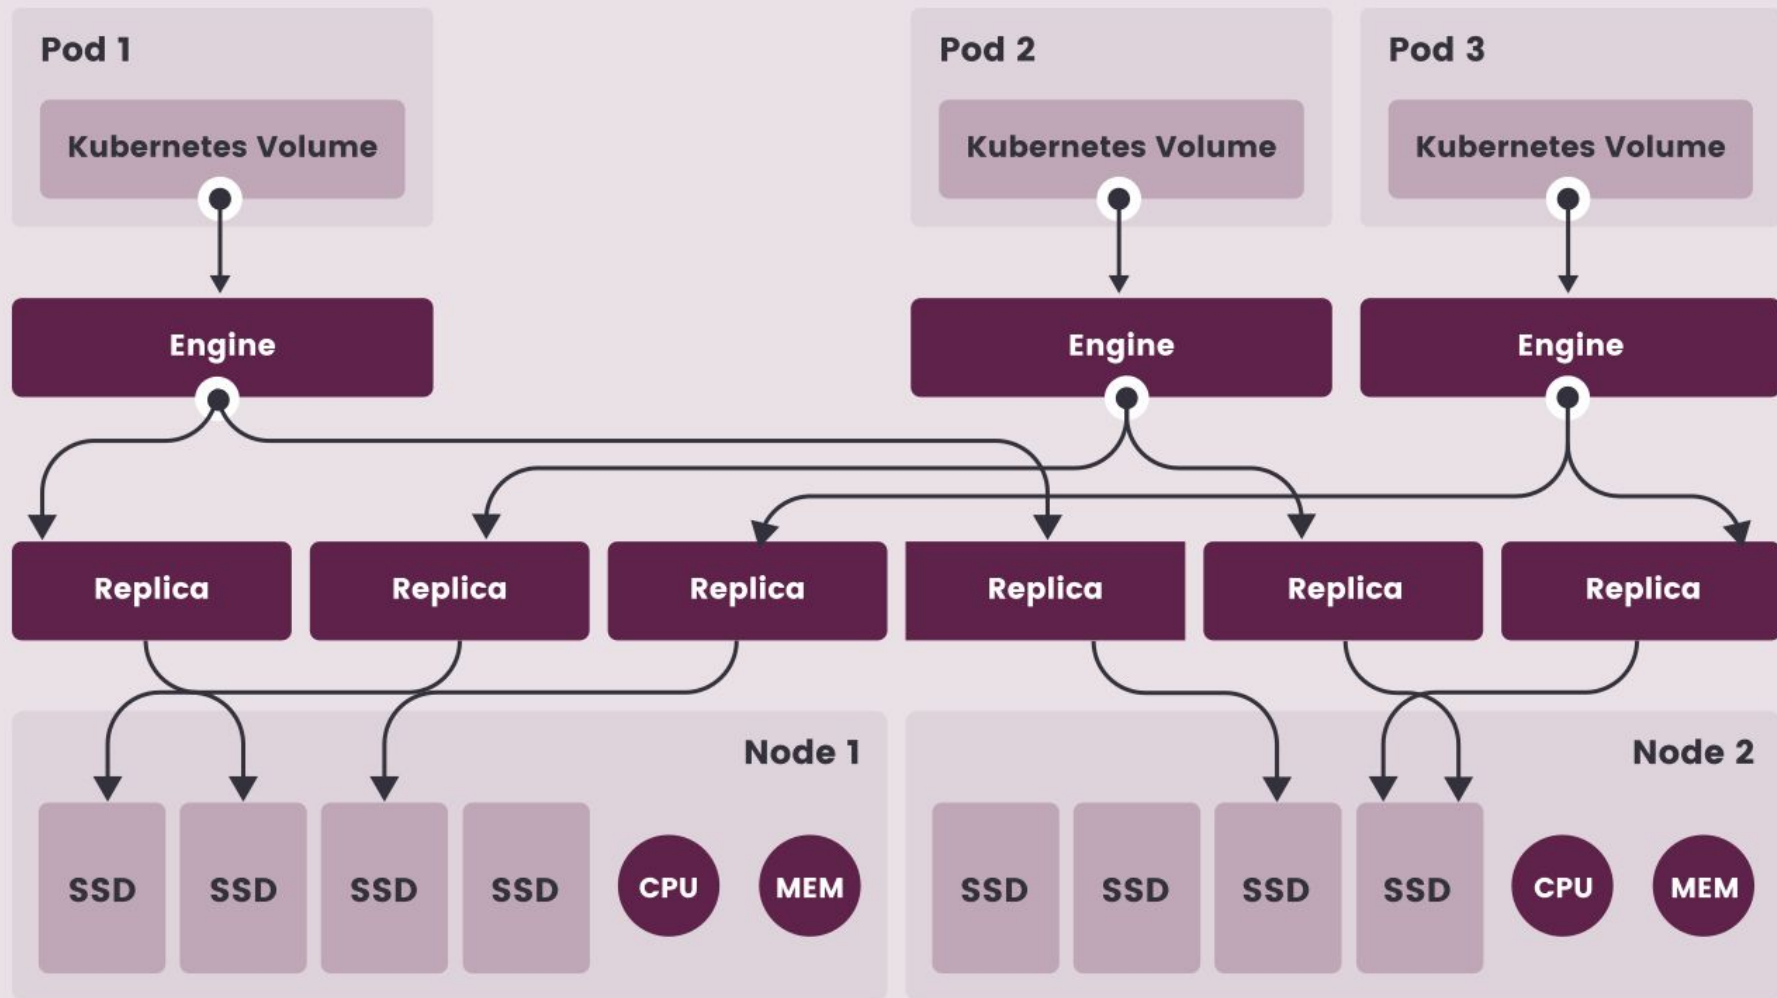 Pod 1
Pod 2
Pod 3
Kubernetes Volume
Kubernetes Volume
Kubernetes Volume
Engine
Engine
Engine
Replica
Replica
Replica
Replica
Replica
Replica
Node 1
Node 2
SSD
SSD
SSD
SSD
CPU
MEM
SSD
SSD
SSD
SSD
CPU
MEM